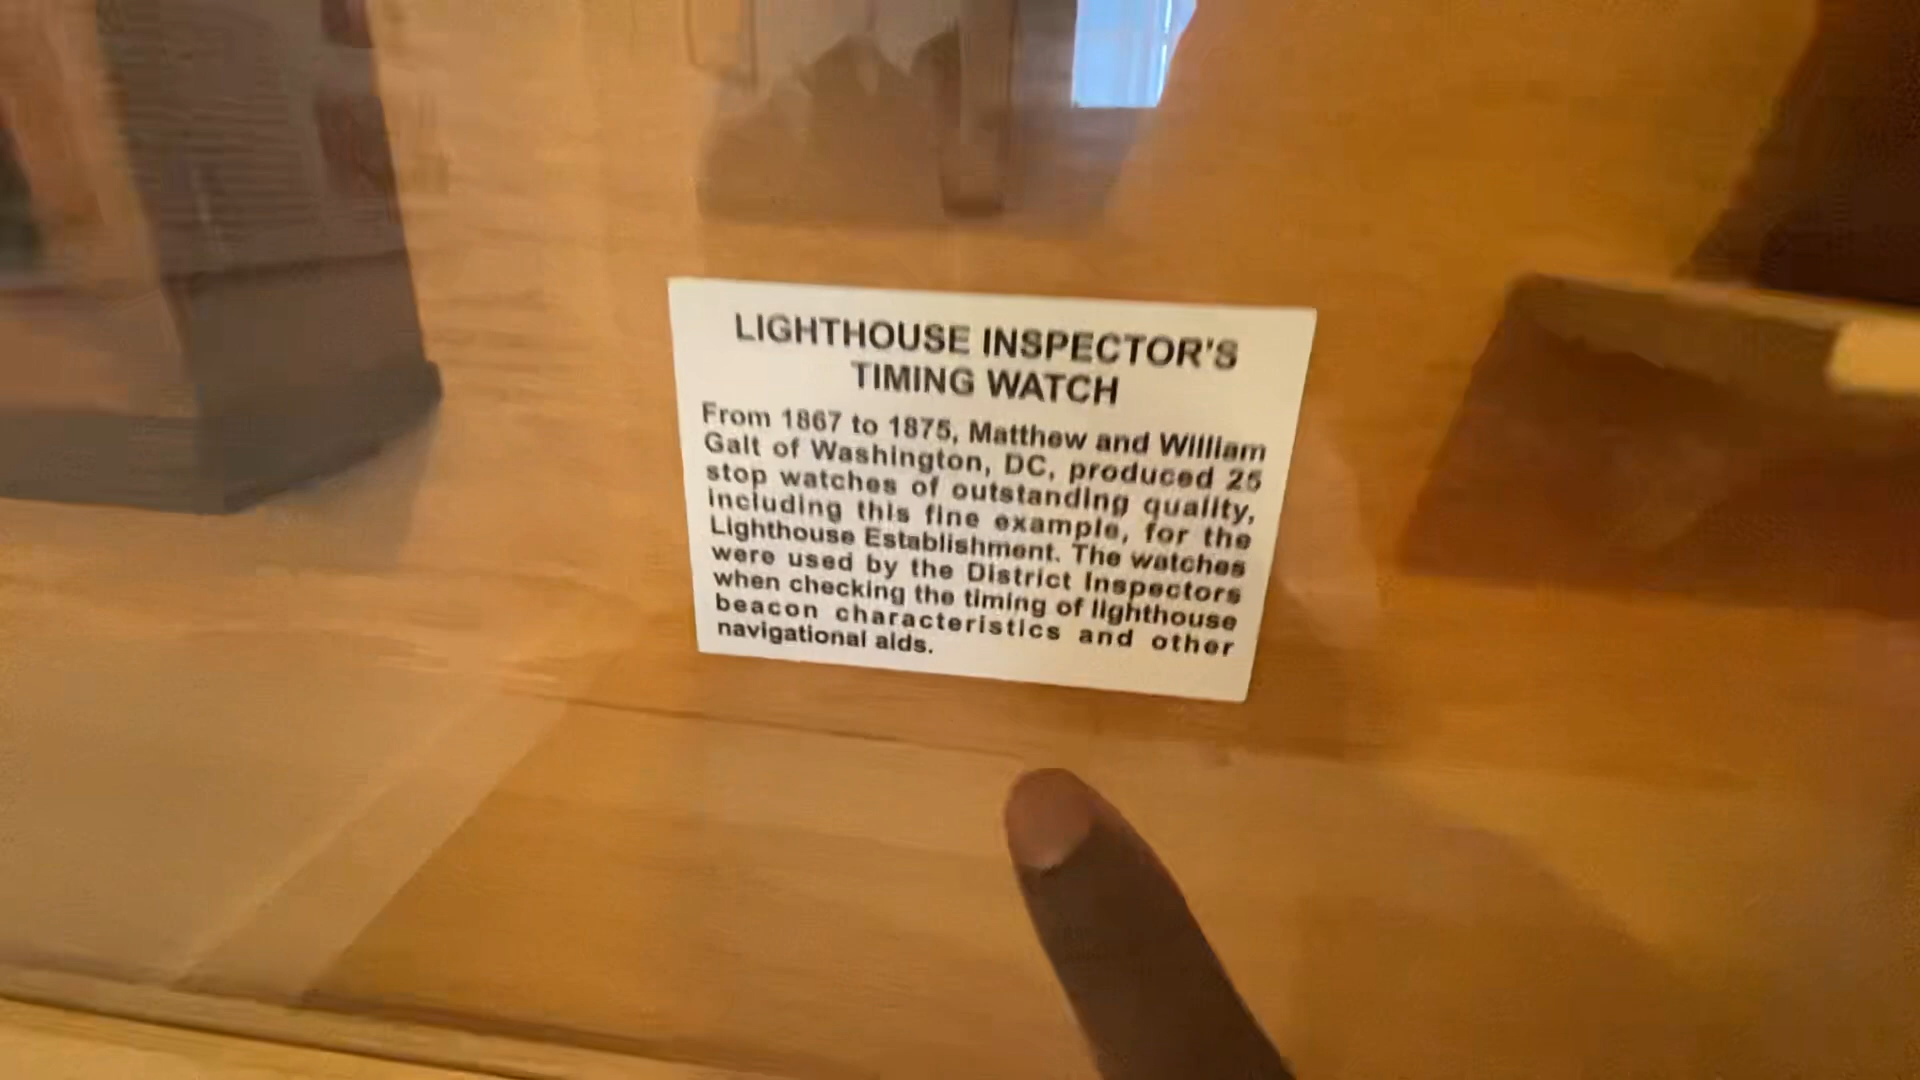 LIGHTHOUSE INSPECTOR'S
TIMING WATCH
From 1867 to 1875, Matthew and William
Galt of Washington, DC, produced 25
stop watches of outstanding quality,
including this fine example, for the
Lighthouse Establishment. The watches
were used by the District Inspectors
when checking the timing of lighthouse
beacon characteristics and other
navigational aids.